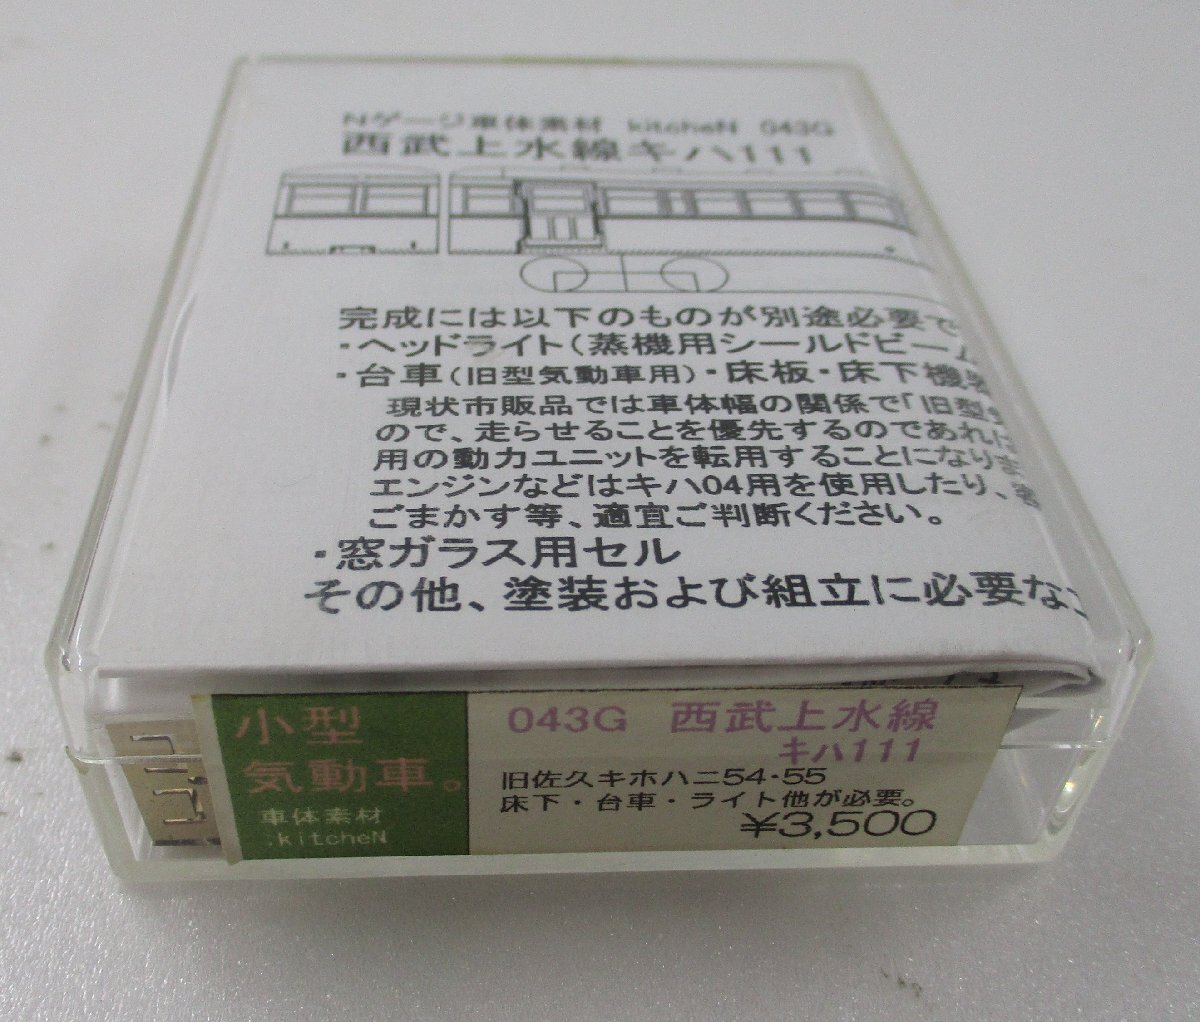 Nゲージ車体素材 kitcheN 043G
西武上水線キハ111
完成には以下のものが別途必要で
・ヘッドライト(蒸機用シールドビー
・台車(旧型気動車用)・床板・床下機器
現状市販品では車体幅の関係で「旧型
ので、走らせることを優先するのであれば
用の動力ユニットを転用することになりま
エンジンなどはキハ04用を使用したり、
ごまかす等、適宜ご判断ください。
・窓ガラス用セル
その他、塗装および組立に必要な
小型
気動車。
車体素材
:kitcheN
043G 西武上水線
キハ111
旧佐久キホハニ54・55
床下・台車・ライト他が必要。
¥3,500